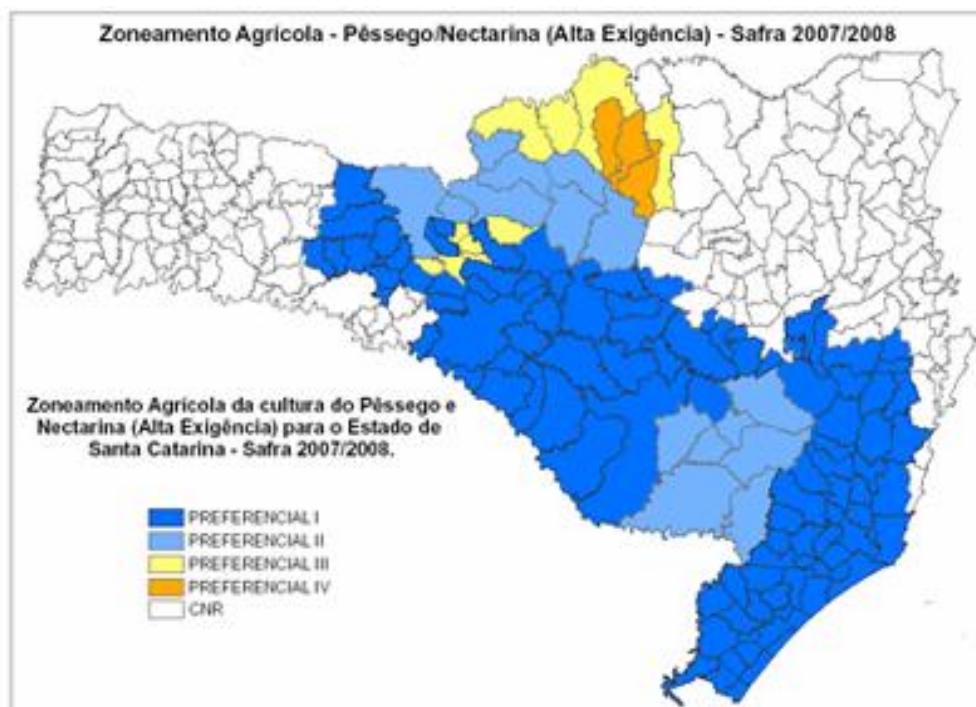 Zoneamento Agrícola - Pêssego/Nectarina (Alta Exigência) - Safra 2007/2008
Zoneamento Agrícola da cultura do Pêssego e
Nectarina (Alta Exigência) para o Estado de
Santa Catarina - Safra 2007/2008.
PREFERENCIAL I
PREFERENCIAL II
PREFERENCIAL III
PREFERENCIAL IV
CNR